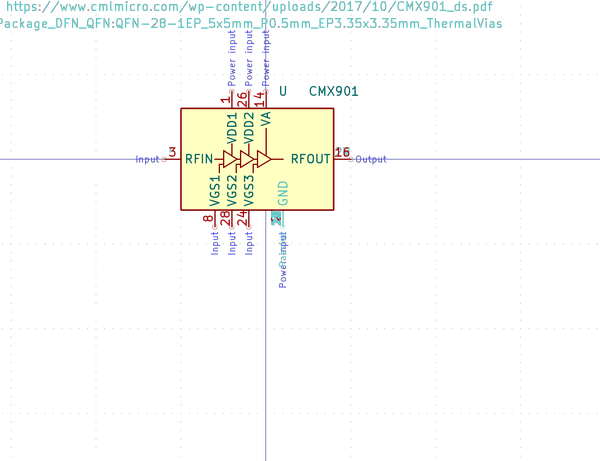 https://www.cmlmicro.com/wp-content/uploads/2017/10/CMX901_ds.pdf
Package_DFN_QFN:QFN-28-1EP_5x5mm_P0.5mm_EP3.35x3.35mm_ThermalVias
Power input
Power input
Power input
1
26
14
U
CMX901
VDD1
VDD2
VA
Input
3
RFIN
RFOUT
Output
VGS1
VGS2
VGS3
GND
8
28
24
Input
Input
Input
Power input